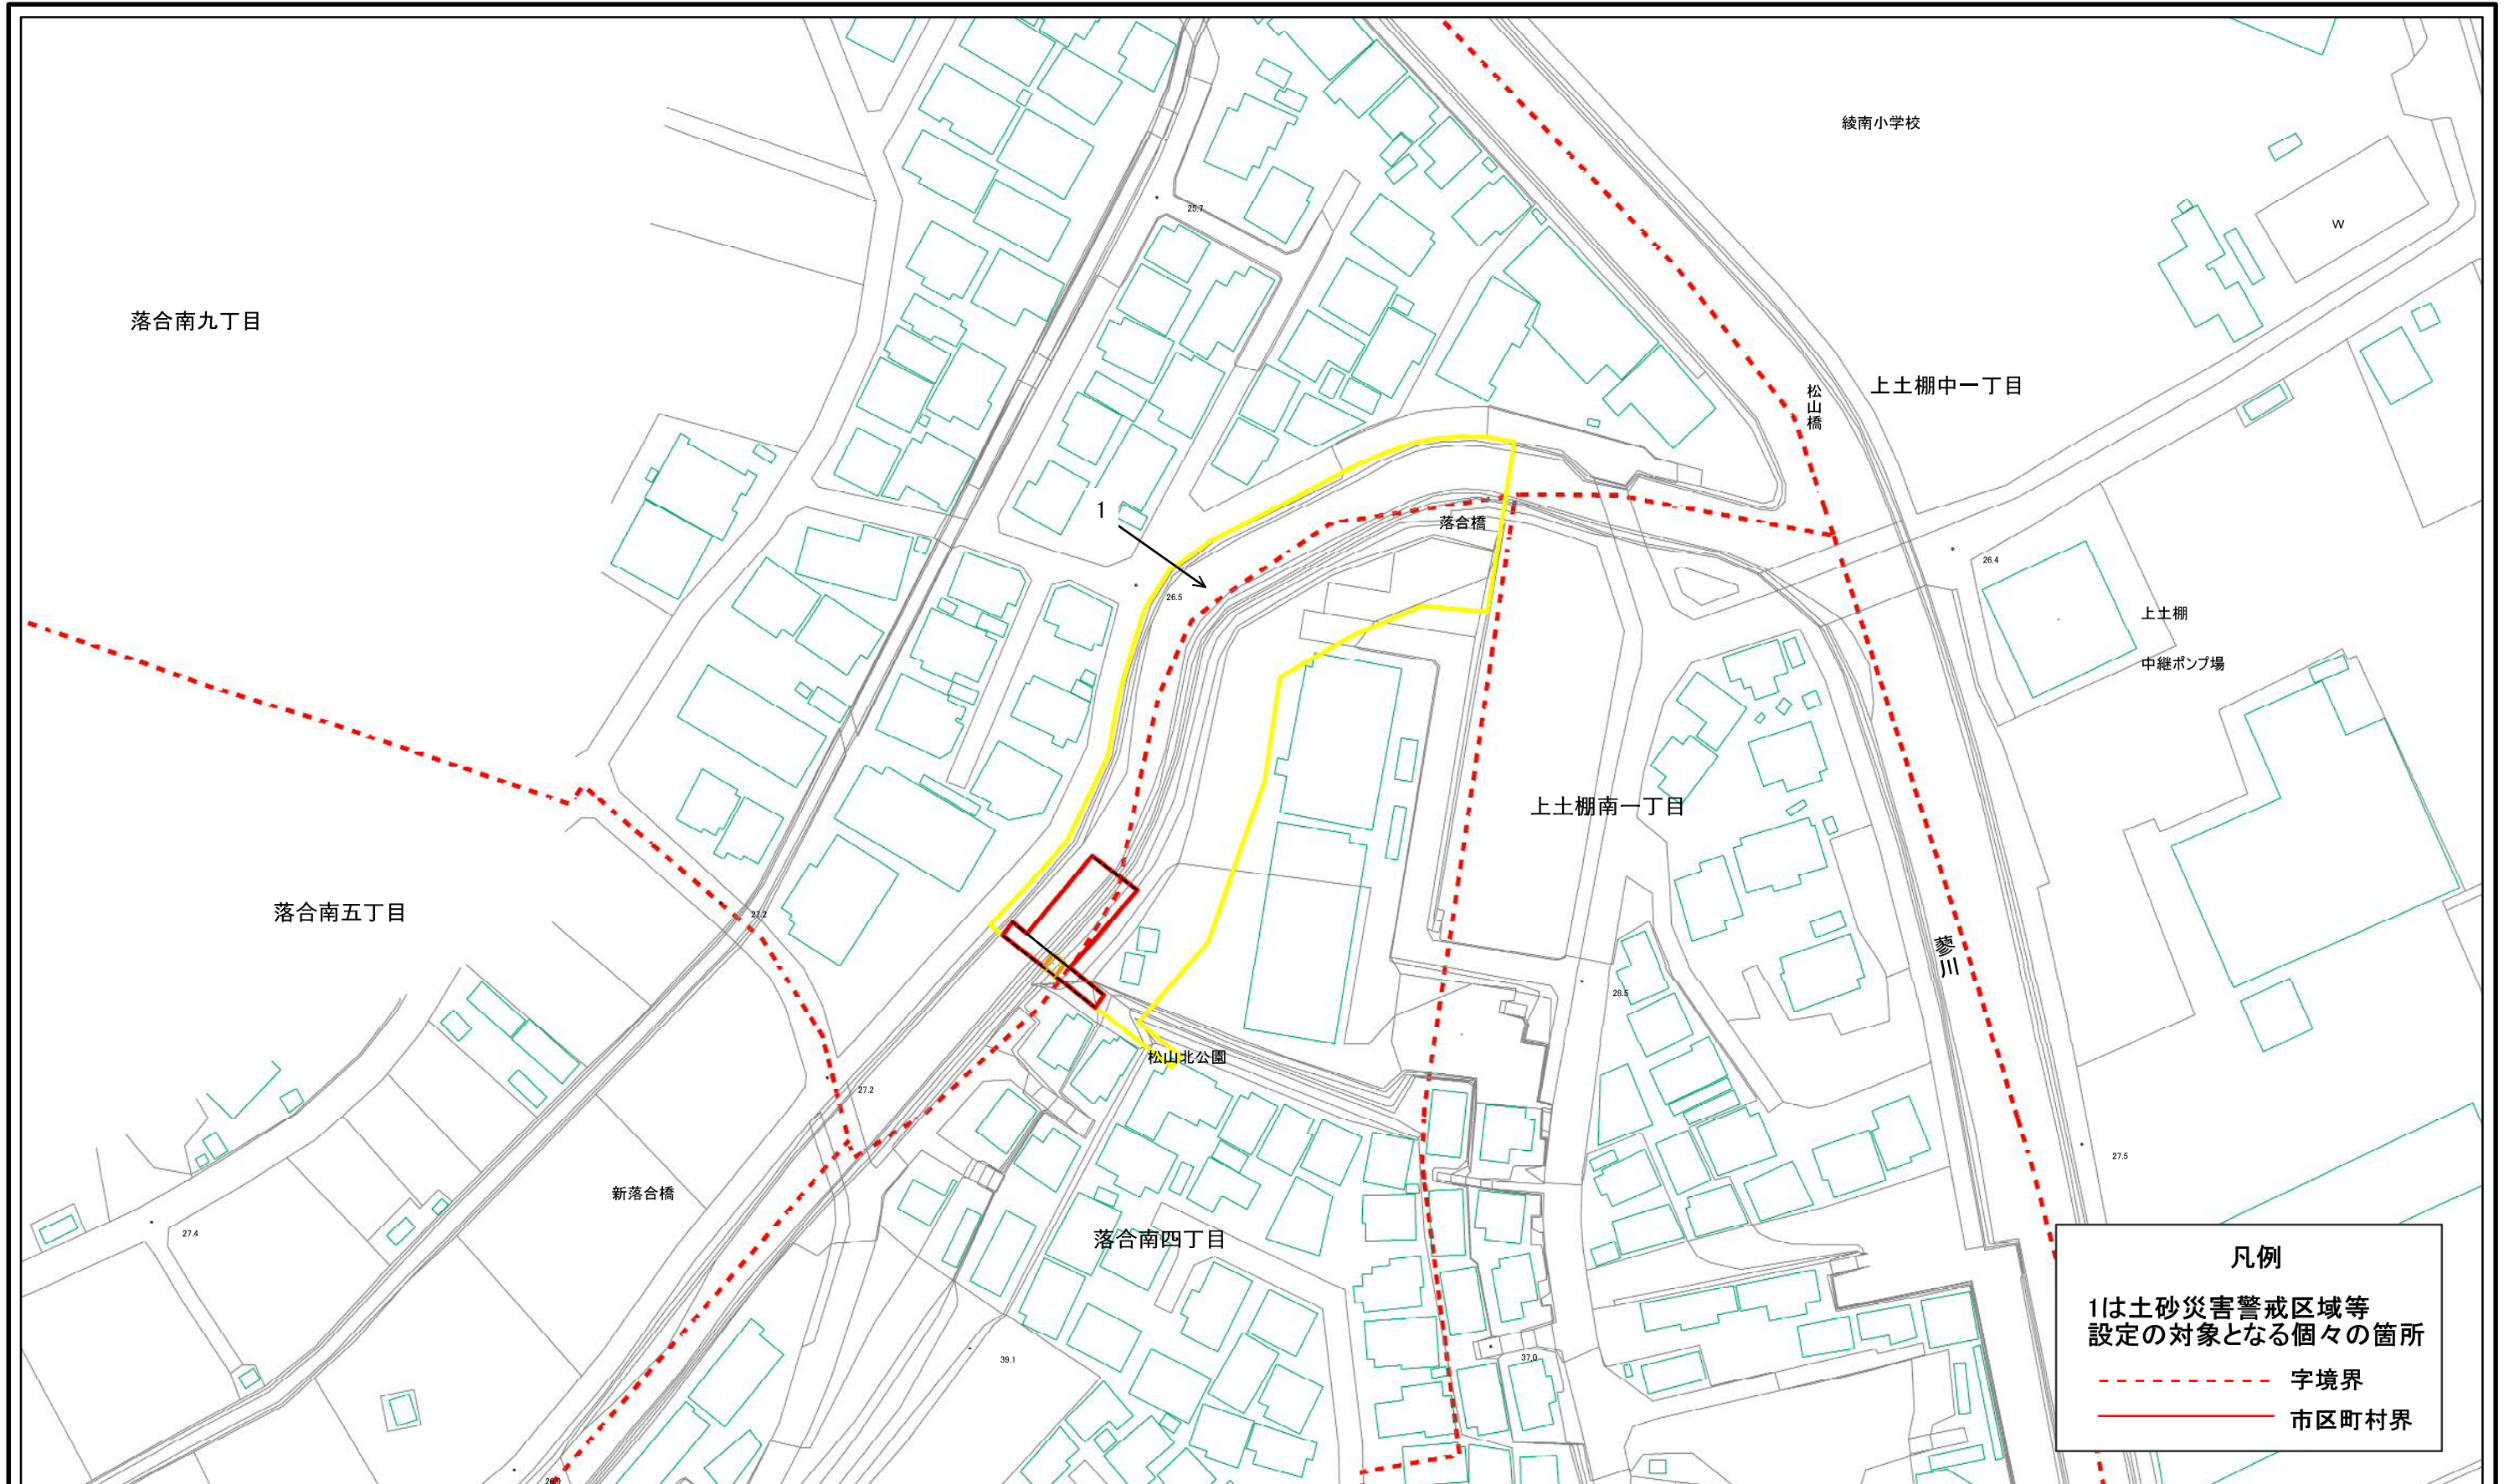 綾南小学校
25.7
W
落合南九丁目
上土棚中一丁目
松山橋
1
落合橋
26.4
26.5
上土棚
中継ポンプ場
上土棚南一丁目
落合南五丁目
27.2
蓼川
28.5
松山北公園
27.2
27.5
新落合橋
27.4
落合南四丁目
39.1
37.0
26.9
凡例
1は土砂災害警戒区域等
設定の対象となる個々の箇所
字境界
市区町村界